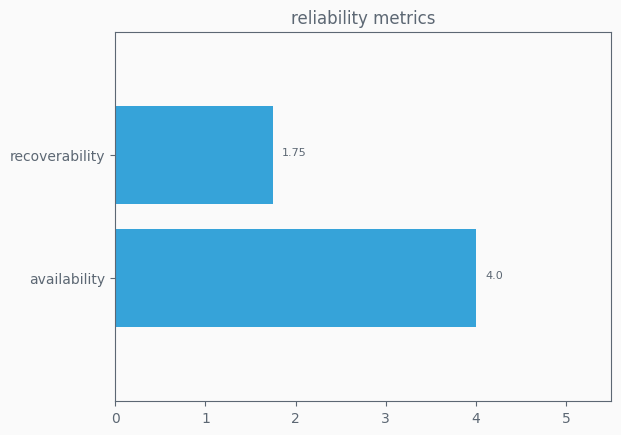 reliability metrics
recoverability
1.75
availability
4.0
0 1 2 3 4 5